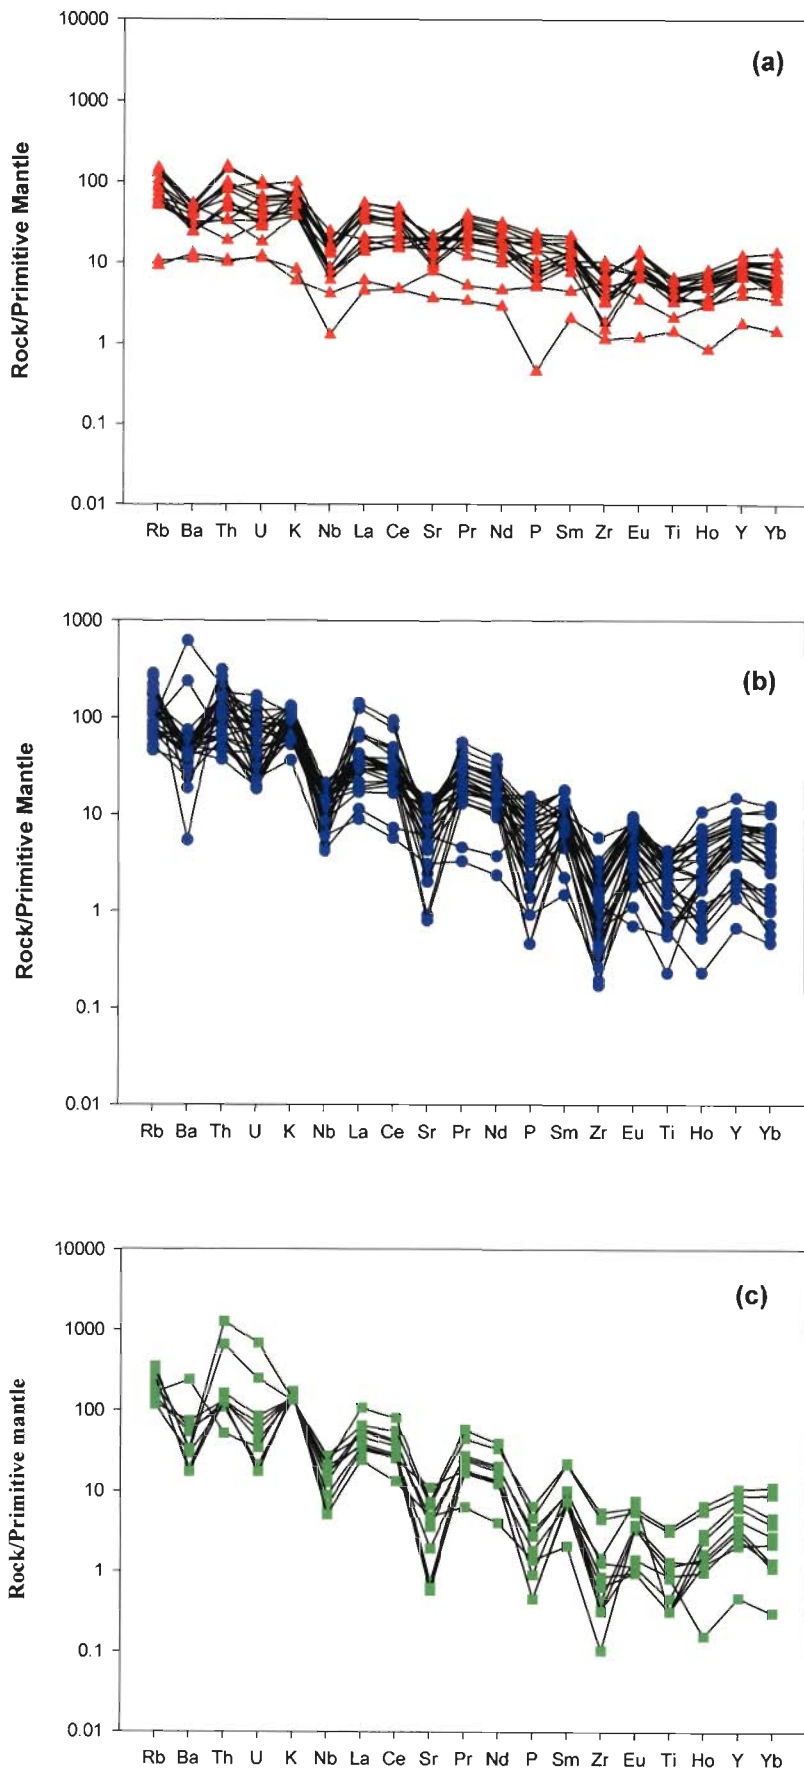 10000
(a)
1000
100
10
1
0.1
0.01
Rock/Primitive Mantle
Rb Ba Th U K Nb La Ce Sr Pr Nd P Sm Zr Eu Ti Ho Y Yb
1000
(b)
100
10
1
0.1
0.01
Rock/Primitive Mantle
Rb Ba Th U K Nb La Ce Sr Pr Nd P Sm Zr Eu Ti Ho Y Yb
10000
(c)
1000
100
10
1
0.1
0.01
Rock/Primitive mantle
Rb Ba Th U K Nb La Ce Sr Pr Nd P Sm Zr Eu Ti Ho Y Yb